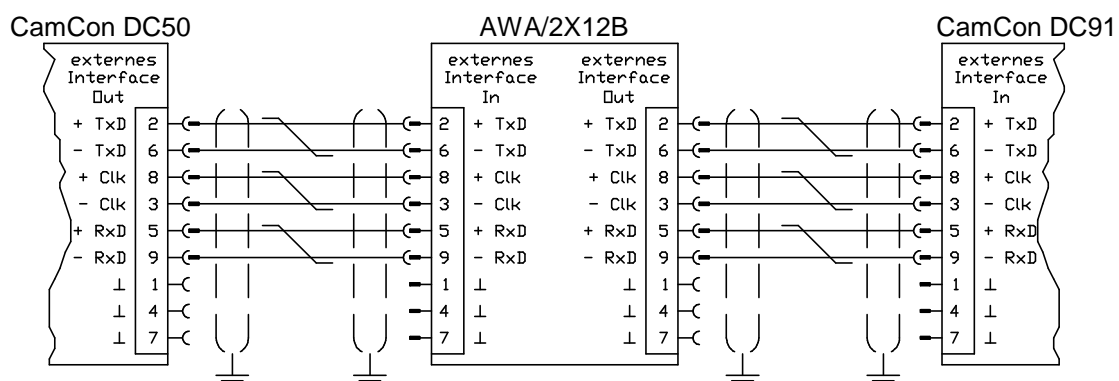 CamCon DC50 AWA/2X12B CamCon DC91
externes externes externes externes
Interface Interface Interface Interface
Out In Out In
+ TxD 2 2 + TxD + TxD 2 2 + TxD
- TxD 6 6 - TxD - TxD 6 6 - TxD
+ Clk 8 8 + Clk + Clk 8 8 + Clk
- Clk 3 3 - Clk - Clk 3 3 - Clk
+ RxD 5 5 + RxD + RxD 5 5 + RxD
- RxD 9 9 - RxD - RxD 9 9 - RxD
⊥ 1 1 ⊥ ⊥ 1 1 ⊥
⊥ 4 4 ⊥ ⊥ 4 4 ⊥
⊥ 7 7 ⊥ ⊥ 7 7 ⊥